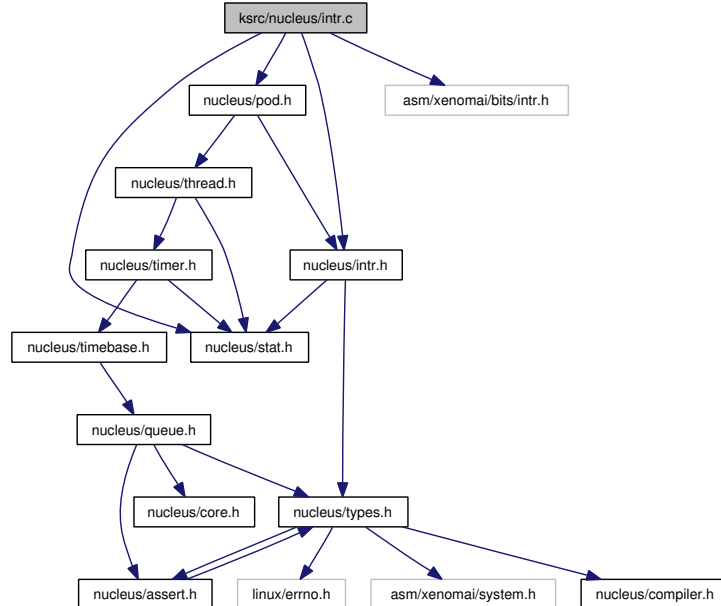 ksrc/nucleus/intr.c
nucleus/pod.h
asm/xenomai/bits/intr.h
nucleus/thread.h
nucleus/timer.h
nucleus/intr.h
nucleus/timebase.h
nucleus/stat.h
nucleus/queue.h
nucleus/core.h
nucleus/types.h
nucleus/assert.h
linux/errno.h
asm/xenomai/system.h
nucleus/compiler.h